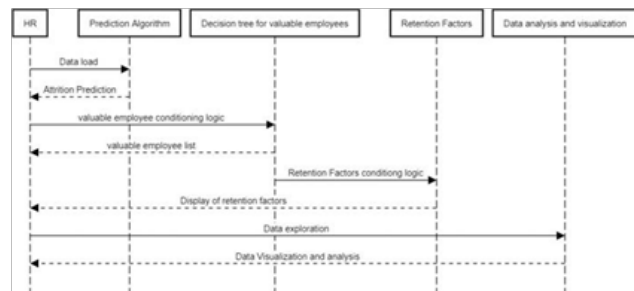 HR
Prediction Algorithm
Decision tree for valuable employees
Retention Factors
Data analysis and visualization
Data load
Attrition Prediction
valuable employee conditioning logic
valuable employee list
Retention Factors conditiong logic
Display of retention factors
Data exploration
Data Visualization and analysis